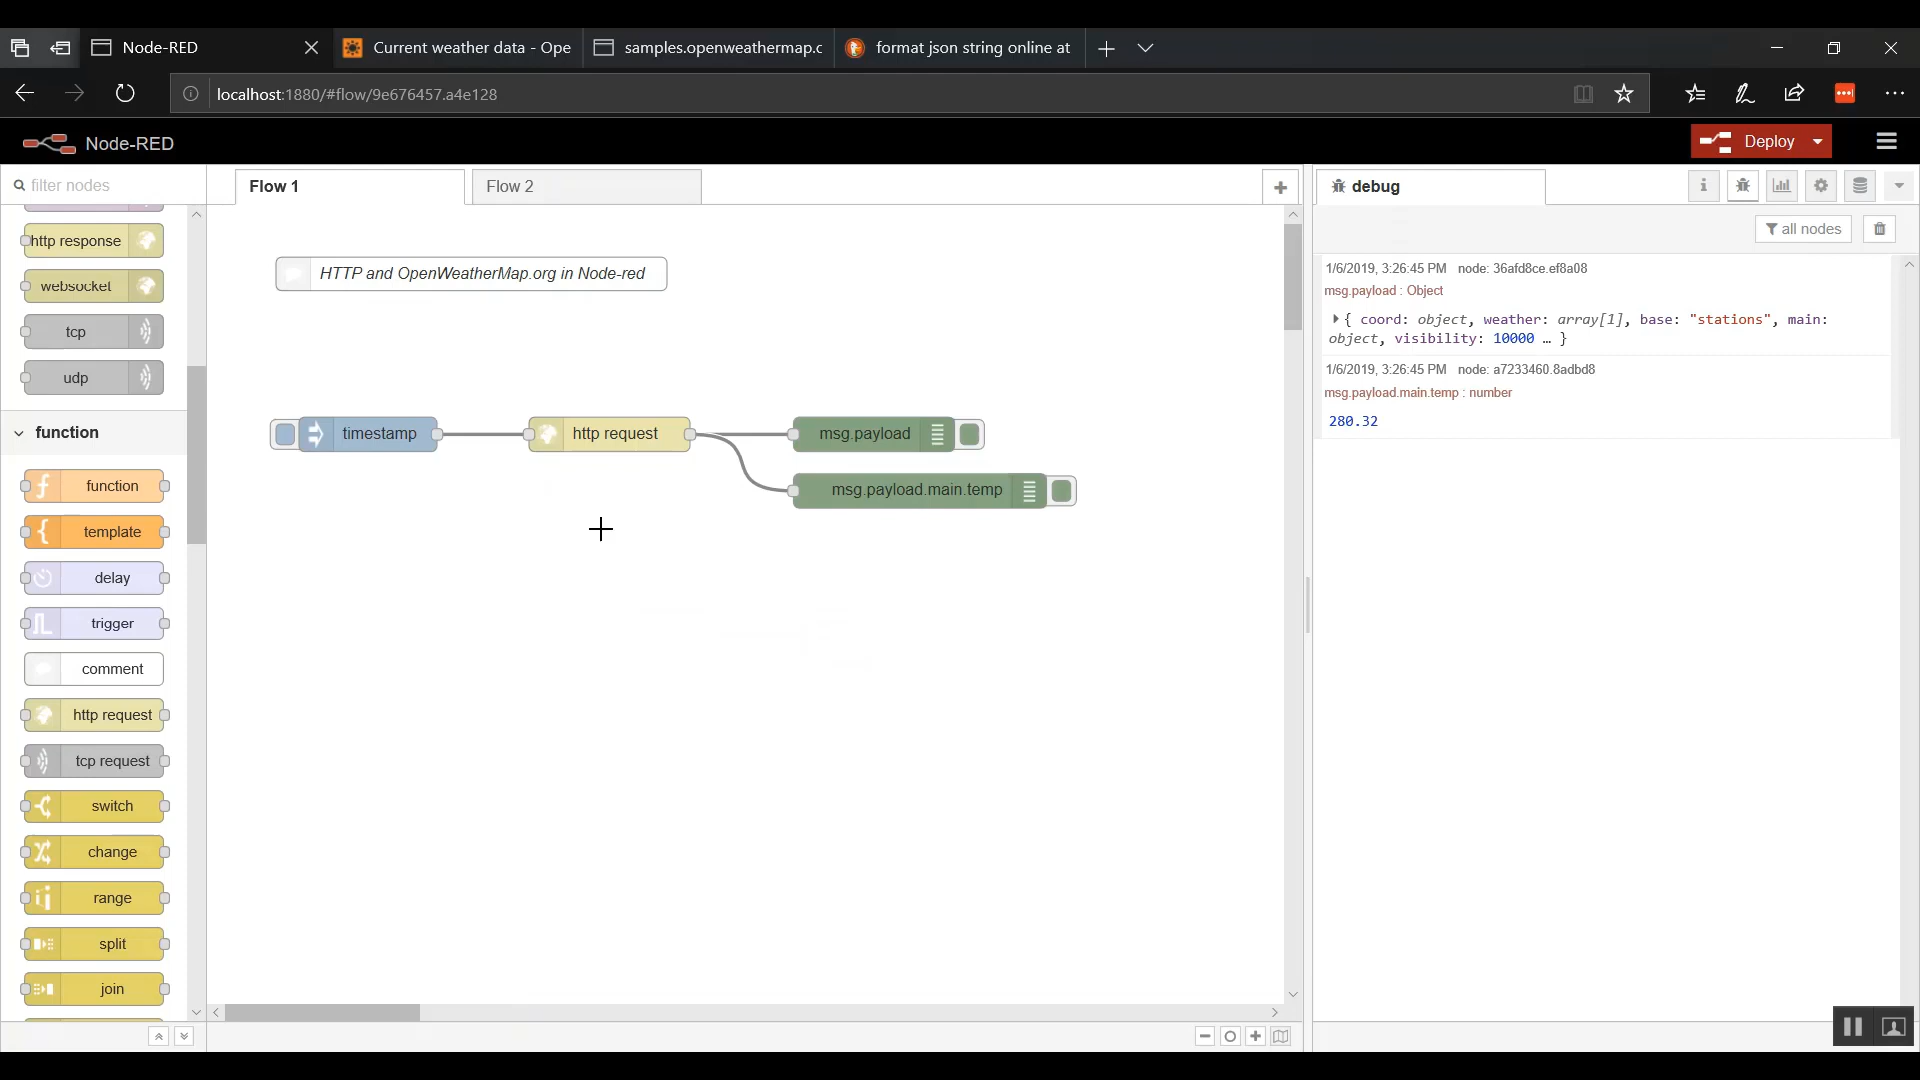 Node-RED
Current weather data - Ope
samples.openweathermap.c
format json string online at
localhost:1880/#flow/9e676457.a4e128
Node-RED
Deploy
filter nodes
http response
websocket
tcp
udp
function
function
template
delay
trigger
comment
http request
tcp request
switch
change
range
split
join
Flow 1
Flow 2
HTTP and OpenWeatherMap.org in Node-red
timestamp
http request
msg.payload
msg.payload.main.temp
debug
all nodes
1/6/2019, 3:26:45 PM node: 36afd8ce.ef8a08
msg.payload : Object
{ coord: object, weather: array[1], base: "stations", main:
object, visibility: 10000 … }
1/6/2019, 3:26:45 PM node: a7233460.8adbd8
msg.payload.main.temp : number
280.32